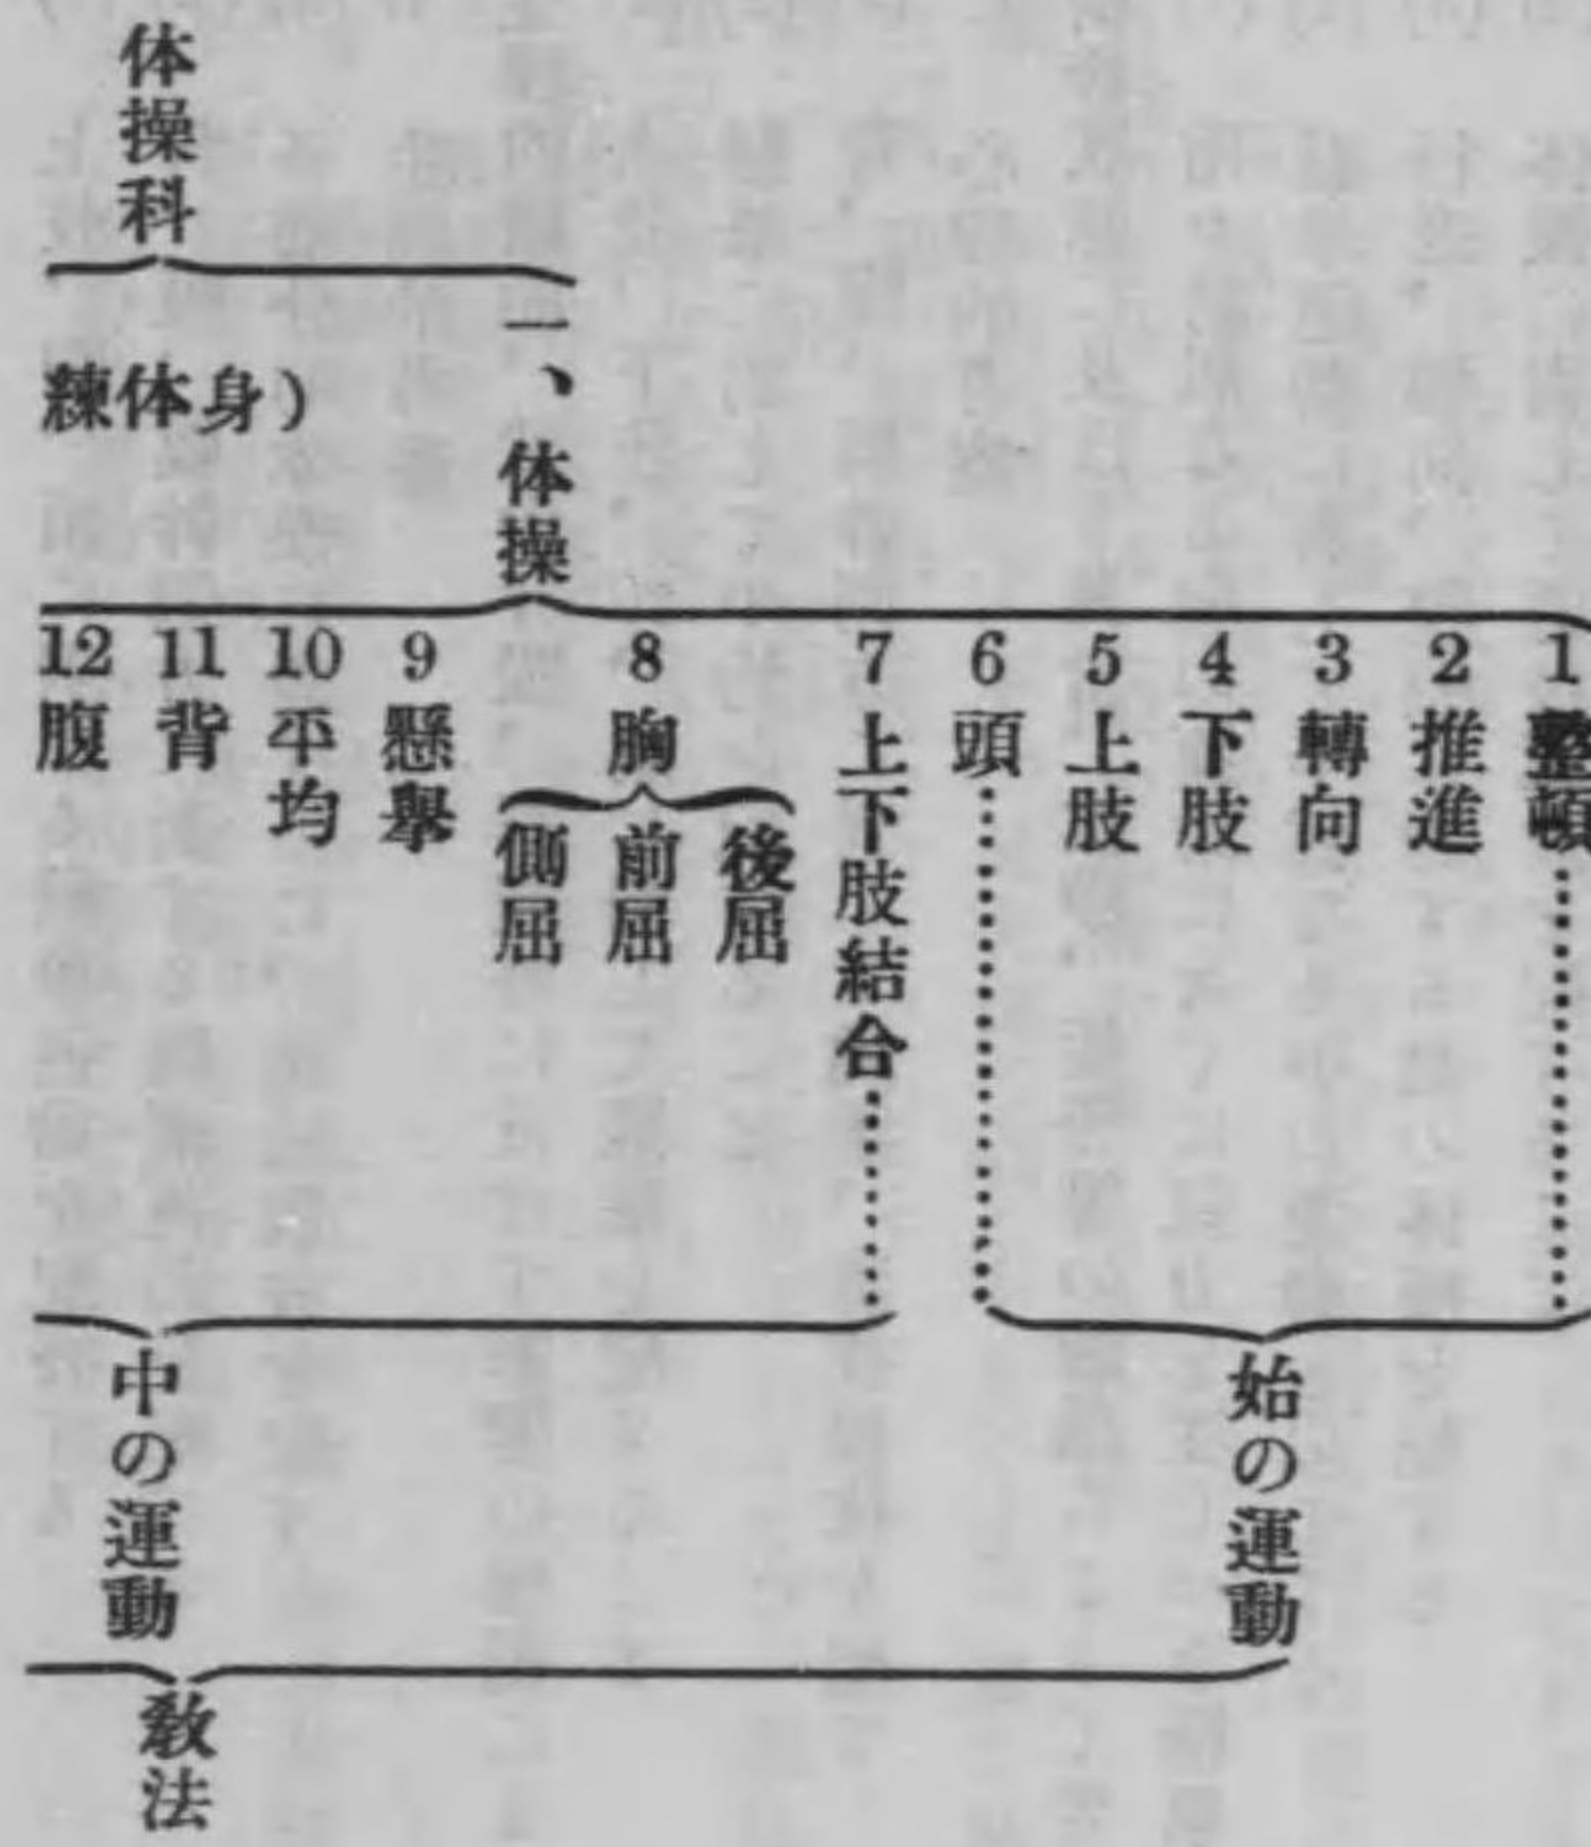 体操科
一、体操
練体身)
1 整頓
2 推進
3 轉向
4 下肢
5 上肢
6 頭
7 上下肢結合
8 胸
後屈
前屈
側屈
9 懸擧
10 平均
11 背
12 腹
始の運動
中の運動
教法